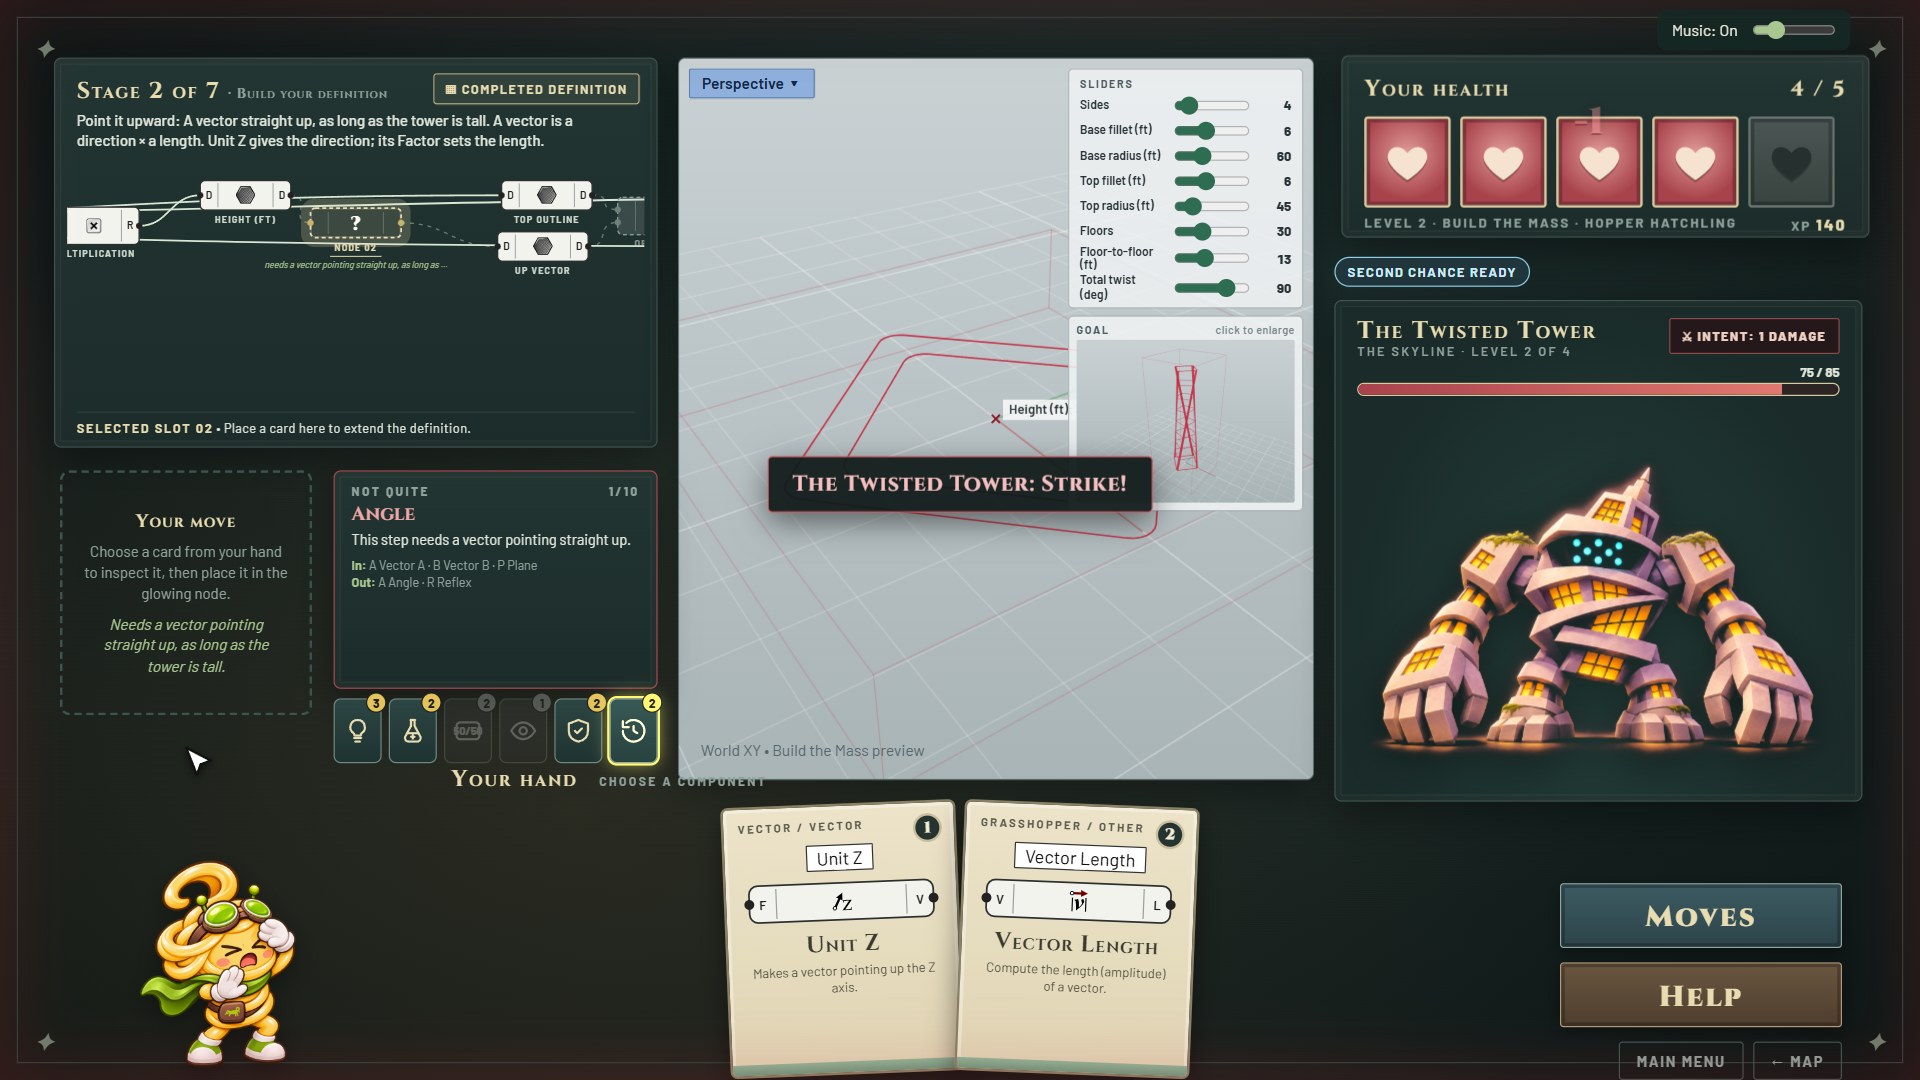 Music: On
STAGE 2 OF 7 · BUILD YOUR DEFINITION
COMPLETED DEFINITION
Point it upward: A vector straight up, as long as the tower is tall. A vector is a
direction × a length. Unit Z gives the direction; its Factor sets the length.
LTIPLICATION
R
D
D
HEIGHT (FT)
?
NODE 02
needs a vector pointing straight up, as long as ...
D
D
TOP OUTLINE
D
D
UP VECTOR
SELECTED SLOT 02 • Place a card here to extend the definition.
YOUR MOVE
Choose a card from your hand
to inspect it, then place it in the
glowing node.
Needs a vector pointing
straight up, as long as the
tower is tall.
NOT QUITE
1/10
ANGLE
This step needs a vector pointing straight up.
In: A Vector A · B Vector B · P Plane
Out: A Angle · R Reflex
3
2
2
50/50
1
2
2
YOUR HAND
CHOOSE A COMPONENT
Perspective ▼
SLIDERS
Sides 4
Base fillet (ft) 6
Base radius (ft) 60
Top fillet (ft) 6
Top radius (ft) 45
Floors 30
Floor-to-floor
(ft) 13
Total twist
(deg) 90
GOAL
click to enlarge
Height (ft)
THE TWISTED TOWER: STRIKE!
World XY • Build the Mass preview
VECTOR / VECTOR
1
Unit Z
F
Z
V
UNIT Z
Makes a vector pointing up the Z
axis.
GRASSHOPPER / OTHER
2
Vector Length
V
|v|
L
VECTOR LENGTH
Compute the length (amplitude)
of a vector.
YOUR HEALTH
4 / 5
-1
LEVEL 2 · BUILD THE MASS · HOPPER HATCHLING
XP 140
SECOND CHANCE READY
THE TWISTED TOWER
THE SKYLINE · LEVEL 2 OF 4
INTENT: 1 DAMAGE
75 / 85
MOVES
HELP
MAIN MENU
← MAP